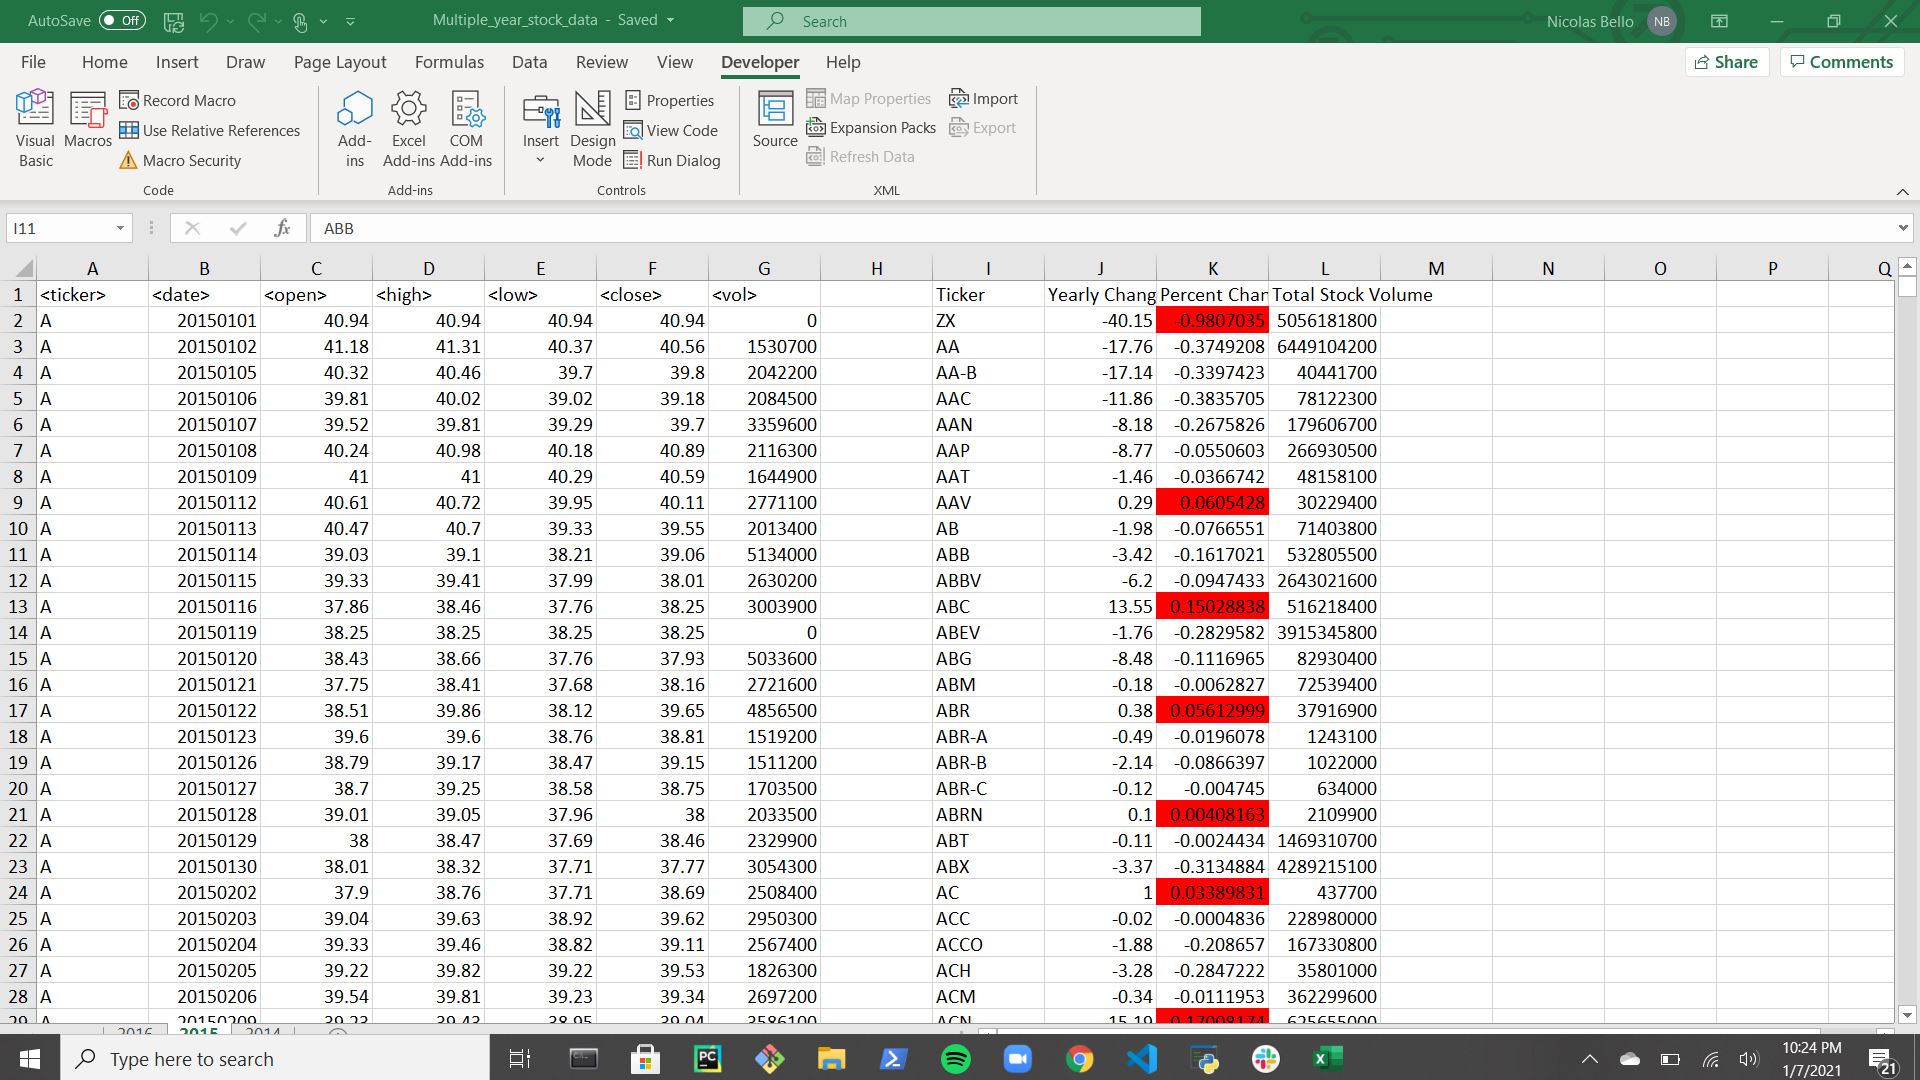 AutoSave Off Multiple_year_stock_data - Saved Search Nicolas Bello NB
File Home Insert Draw Page Layout Formulas Data Review View Developer Help Share Comments
Visual Basic
Macros
Record Macro
Use Relative References
Macro Security
Code
Add-ins
Excel Add-ins
COM Add-ins
Add-ins
Insert
Design Mode
Properties
View Code
Run Dialog
Controls
Source
Map Properties
Expansion Packs
Refresh Data
Import
Export
XML
I11 fx ABB
A B C D E F G H I J K L M N O P Q
1 <ticker> <date> <open> <high> <low> <close> <vol> Ticker Yearly Chang Percent Chan Total Stock Volume
2 A 20150101 40.94 40.94 40.94 40.94 0 ZX -40.15 -0.9807035 5056181800
3 A 20150102 41.18 41.31 40.37 40.56 1530700 AA -17.76 -0.3749208 6449104200
4 A 20150105 40.32 40.46 39.7 39.8 2042200 AA-B -17.14 -0.3397423 40441700
5 A 20150106 39.81 40.02 39.02 39.18 2084500 AAC -11.86 -0.3835705 78122300
6 A 20150107 39.52 39.81 39.29 39.7 3359600 AAN -8.18 -0.2675826 179606700
7 A 20150108 40.24 40.98 40.18 40.89 2116300 AAP -8.77 -0.0550603 266930500
8 A 20150109 41 41 40.29 40.59 1644900 AAT -1.46 -0.0366742 48158100
9 A 20150112 40.61 40.72 39.95 40.11 2771100 AAV 0.29 0.0605428 30229400
10 A 20150113 40.47 40.7 39.33 39.55 2013400 AB -1.98 -0.0766551 71403800
11 A 20150114 39.03 39.1 38.21 39.06 5134000 ABB -3.42 -0.1617021 532805500
12 A 20150115 39.33 39.41 37.99 38.01 2630200 ABBV -6.2 -0.0947433 2643021600
13 A 20150116 37.86 38.46 37.76 38.25 3003900 ABC 13.55 0.15028838 516218400
14 A 20150119 38.25 38.25 38.25 38.25 0 ABEV -1.76 -0.2829582 3915345800
15 A 20150120 38.43 38.66 37.76 37.93 5033600 ABG -8.48 -0.1116965 82930400
16 A 20150121 37.75 38.41 37.68 38.16 2721600 ABM -0.18 -0.0062827 72539400
17 A 20150122 38.51 39.86 38.12 39.65 4856500 ABR 0.38 0.05612999 37916900
18 A 20150123 39.6 39.6 38.76 38.81 1519200 ABR-A -0.49 -0.0196078 1243100
19 A 20150126 38.79 39.17 38.47 39.15 1511200 ABR-B -2.14 -0.0866397 1022000
20 A 20150127 38.7 39.25 38.58 38.75 1703500 ABR-C -0.12 -0.004745 634000
21 A 20150128 39.01 39.05 37.96 38 2033500 ABRN 0.1 0.00408163 2109900
22 A 20150129 38 38.47 37.69 38.46 2329900 ABT -0.11 -0.0024434 1469310700
23 A 20150130 38.01 38.32 37.71 37.77 3054300 ABX -3.37 -0.3134884 4289215100
24 A 20150202 37.9 38.76 37.71 38.69 2508400 AC 1 0.03389831 437700
25 A 20150203 39.04 39.63 38.92 39.62 2950300 ACC -0.02 -0.0004836 228980000
26 A 20150204 39.33 39.46 38.82 39.11 2567400 ACCO -1.88 -0.208657 167330800
27 A 20150205 39.22 39.82 39.22 39.53 1826300 ACH -3.28 -0.2847222 35801000
28 A 20150206 39.54 39.81 39.23 39.34 2697200 ACM -0.34 -0.0111953 362299600
29 A 20150209 39.23 39.43 38.95 39.04 3586100 ACN 15.19 0.17008174 625655000
2016 2015 2014
Type here to search PC 10:24 PM
1/7/2021 21